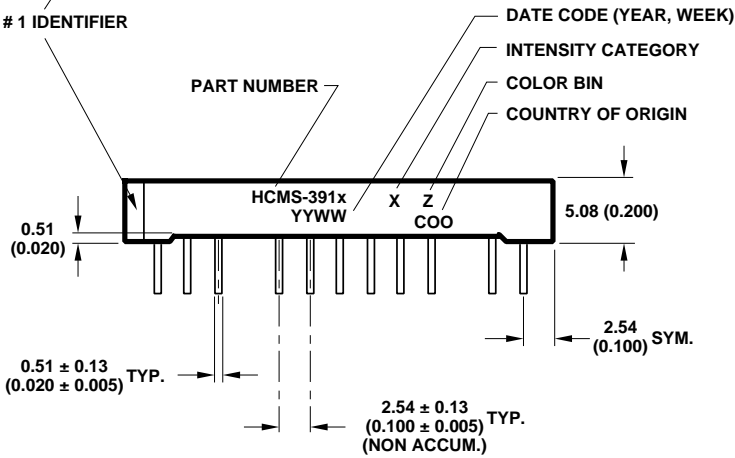 # 1 IDENTIFIER
DATE CODE (YEAR, WEEK)
INTENSITY CATEGORY
PART NUMBER
COLOR BIN
COUNTRY OF ORIGIN
HCMS-391x
YYWW
X Z
COO
5.08 (0.200)
0.51
(0.020)
2.54
(0.100) SYM.
0.51 ± 0.13
(0.020 ± 0.005) TYP.
2.54 ± 0.13
(0.100 ± 0.005) TYP.
(NON ACCUM.)